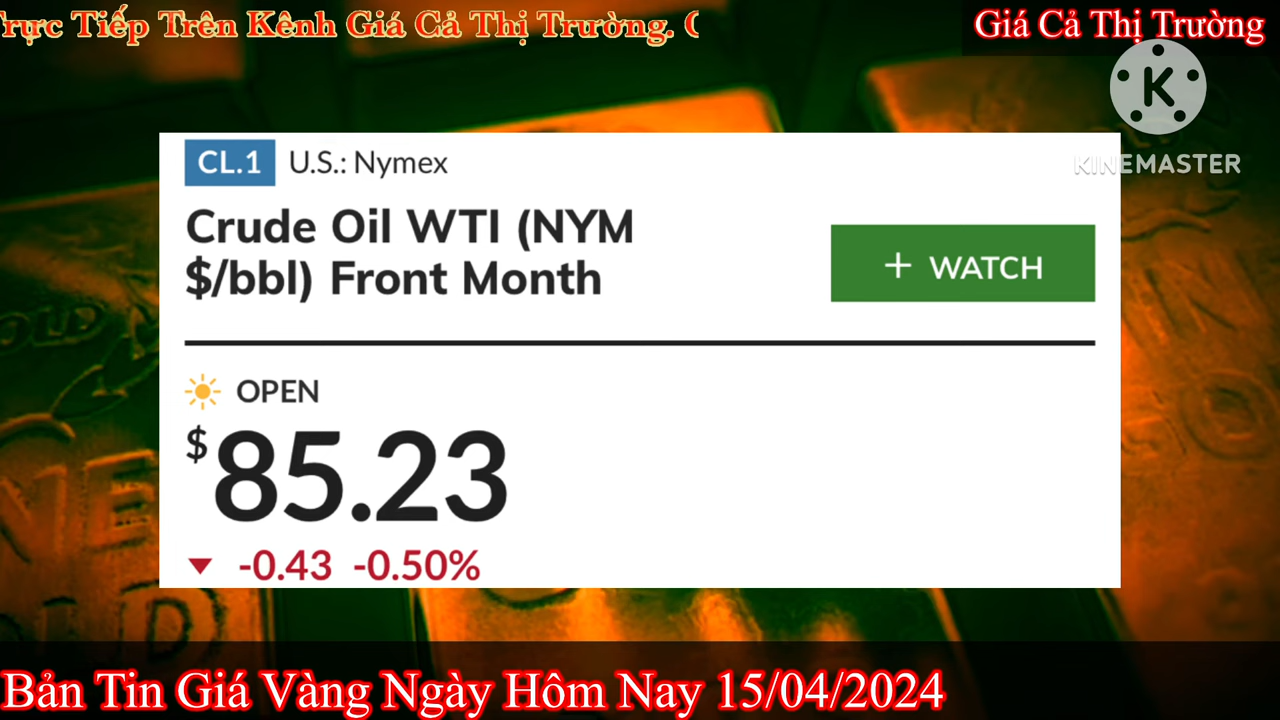 Tiếp Trên Kênh Giá Cả Thị Trường.
Giá Cả Thị Trường
K
KINEMASTER
CL.1 U.S.: Nymex
Crude Oil WTI (NYM
$/bbl) Front Month
+ WATCH
OPEN
$85.23
▼ -0.43 -0.50%
Bản Tin Giá Vàng Ngày Hôm Nay 15/04/2024